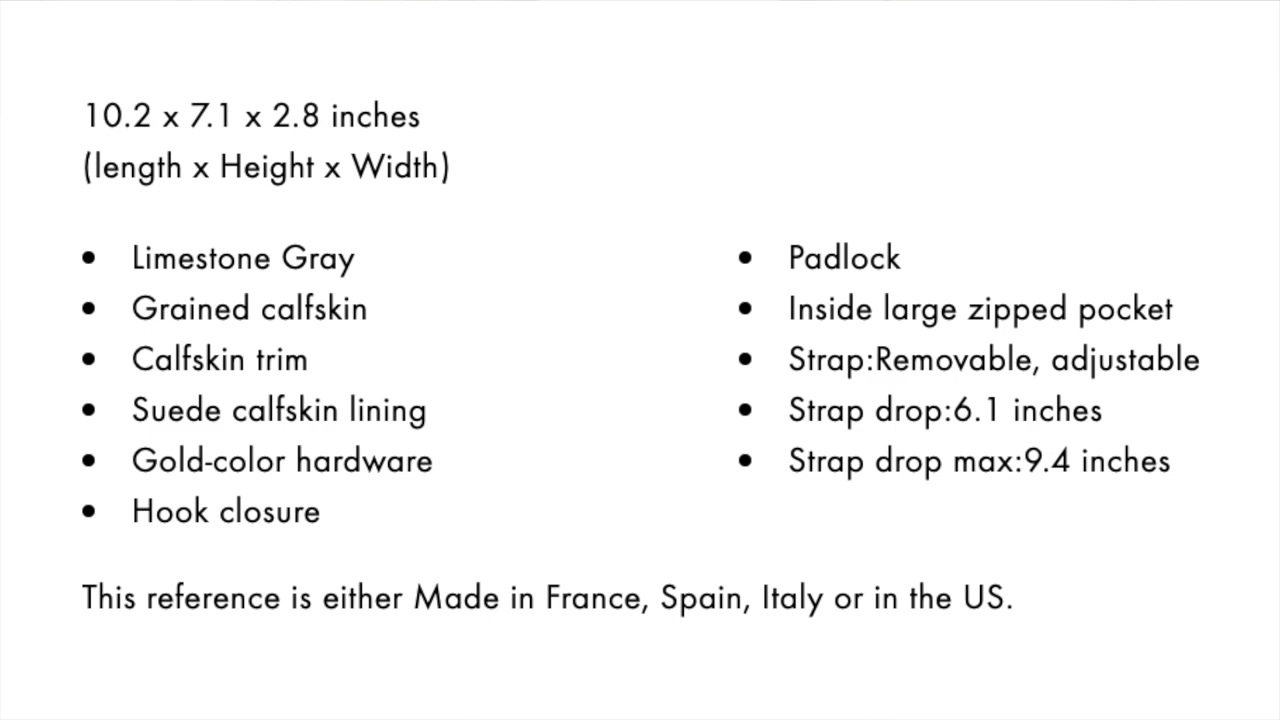 10.2 x 7.1 x 2.8 inches
(length x Height x Width)
• Limestone Gray
• Grained calfskin
• Calfskin trim
• Suede calfskin lining
• Gold-color hardware
• Hook closure
• Padlock
• Inside large zipped pocket
• Strap:Removable, adjustable
• Strap drop:6.1 inches
• Strap drop max:9.4 inches
This reference is either Made in France, Spain, Italy or in the US.